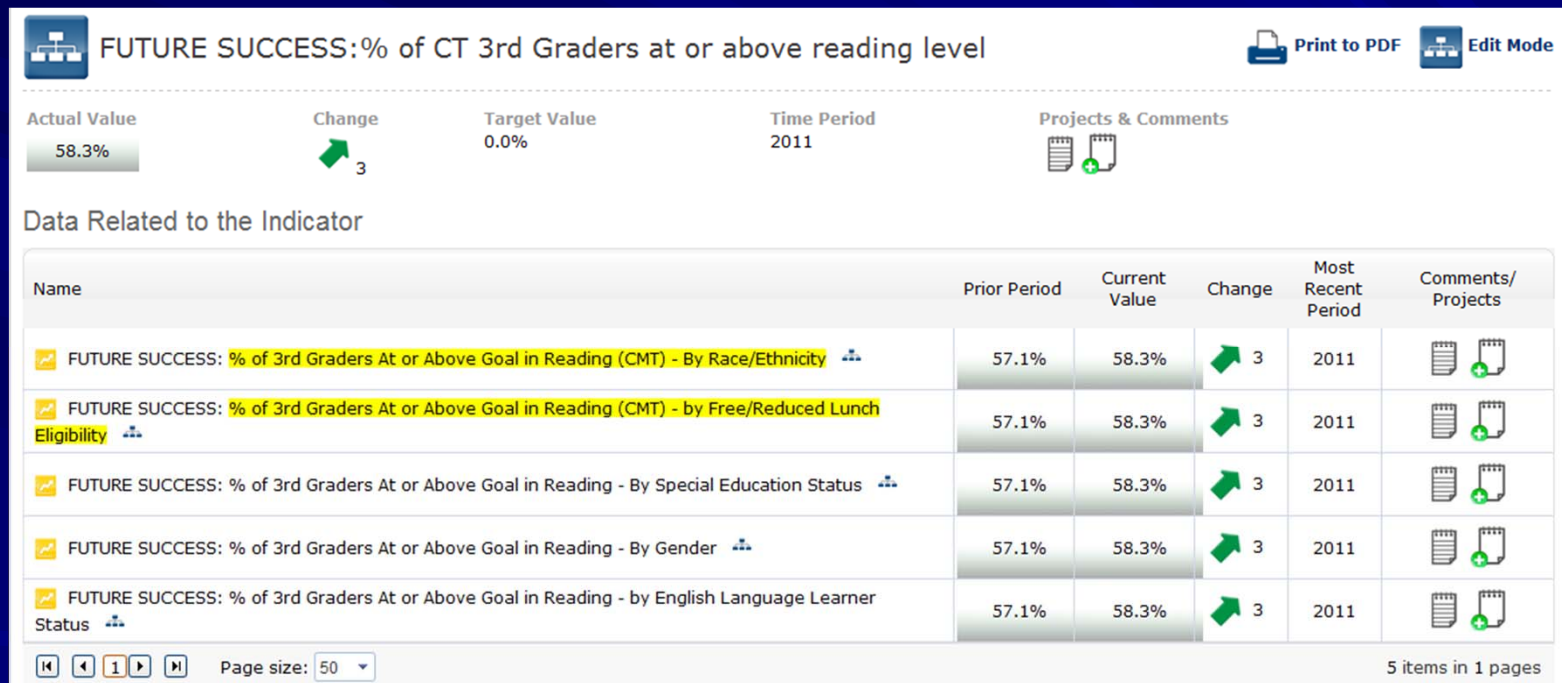 FUTURE SUCCESS:% of CT 3rd Graders at or above reading level
Print to PDF
Edit Mode
Actual Value
Change
Target Value
Time Period
Projects & Comments
58.3%
3
0.0%
2011
Data Related to the Indicator
Name
Prior Period
Current
Value
Change
Most
Recent
Period
Comments/
Projects
FUTURE SUCCESS: % of 3rd Graders At or Above Goal in Reading (CMT) - By Race/Ethnicity
57.1%
58.3%
3
2011
FUTURE SUCCESS: % of 3rd Graders At or Above Goal in Reading (CMT) - by Free/Reduced Lunch
Eligibility
57.1%
58.3%
3
2011
FUTURE SUCCESS: % of 3rd Graders At or Above Goal in Reading - By Special Education Status
57.1%
58.3%
3
2011
FUTURE SUCCESS: % of 3rd Graders At or Above Goal in Reading - By Gender
57.1%
58.3%
3
2011
FUTURE SUCCESS: % of 3rd Graders At or Above Goal in Reading - by English Language Learner
Status
57.1%
58.3%
3
2011
1
Page size: 50
5 items in 1 pages